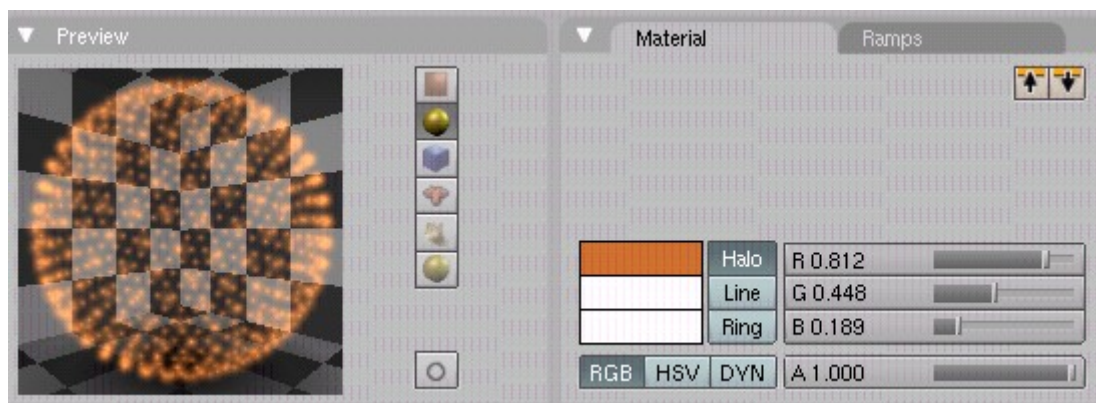 Preview
Material Ramps
Halo R 0.812
Line G 0.448
Ring B 0.189
RGB HSV DYN A 1.000